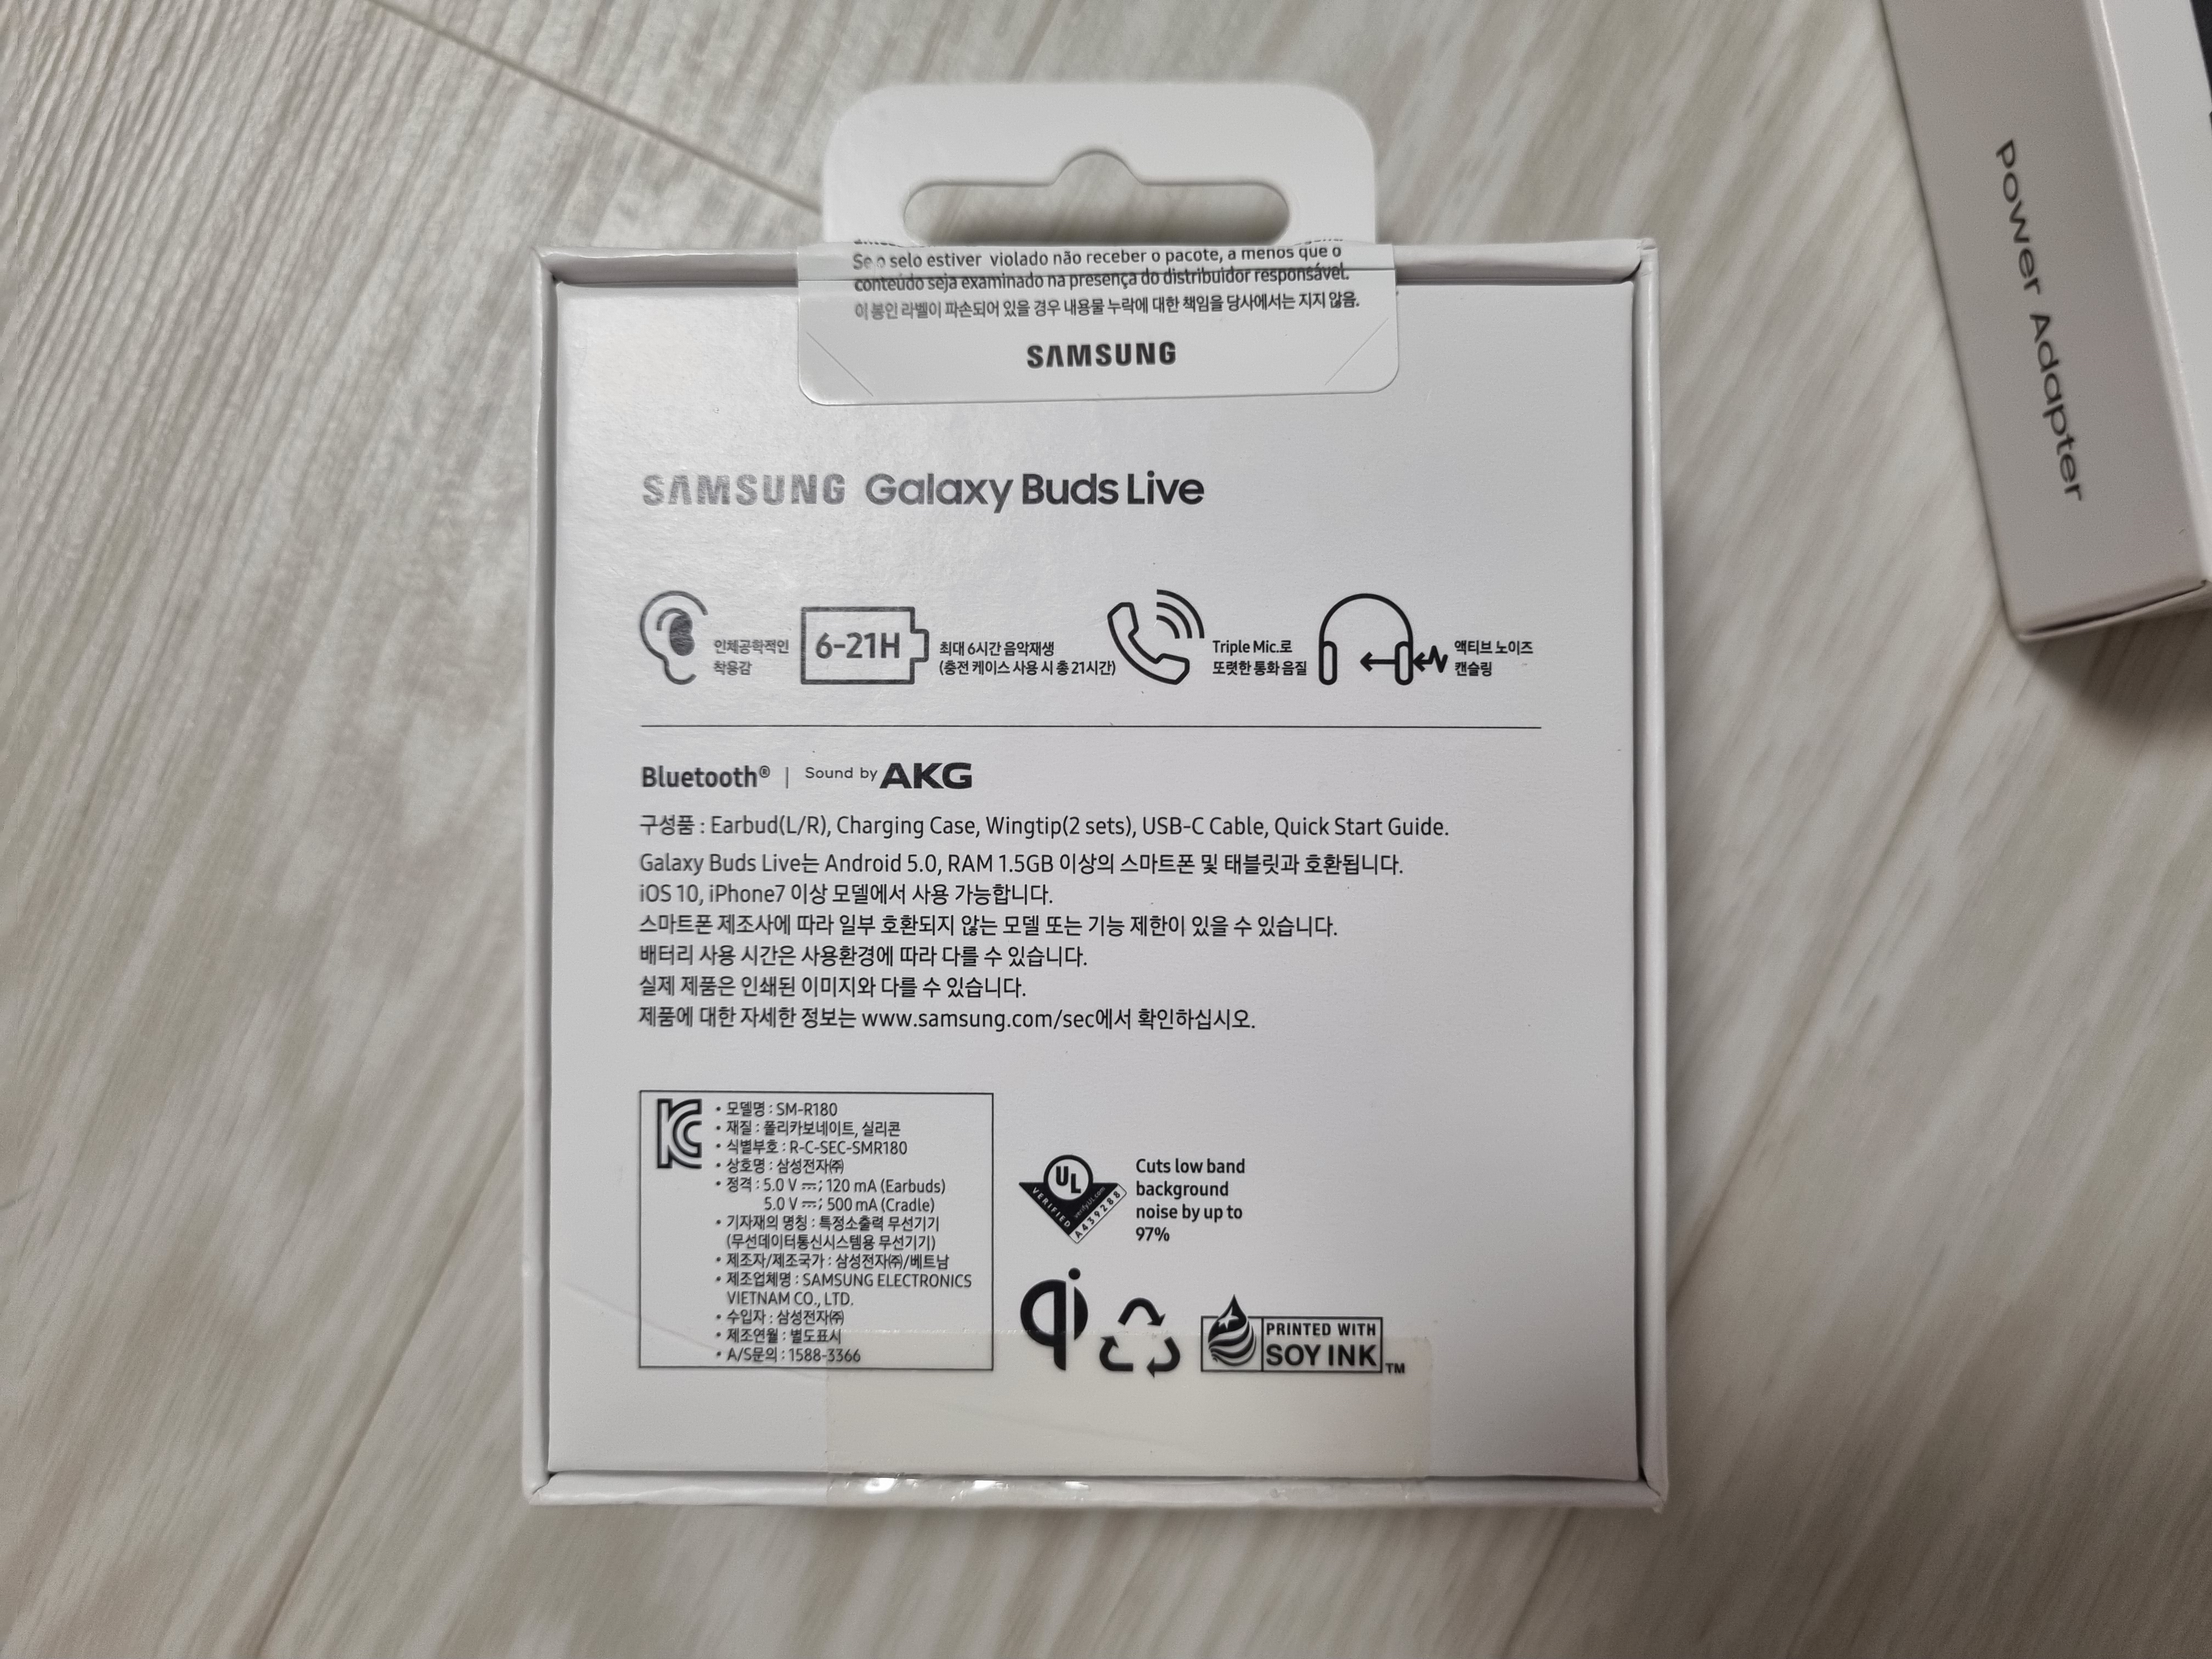 Se o selo estiver violado não receber o pacote, a menos que o
conteúdo seja examinado na presença do distribuidor responsável.
이 봉인 라벨이 파손되어 있을 경우 내용물 누락에 대한 책임을 당사에서는 지지 않음.
SAMSUNG
SAMSUNG Galaxy Buds Live
인체공학적인
착용감
6-21H
최대 6시간 음악재생
(충전 케이스 사용 시 총 21시간)
Triple Mic.로
또렷한 통화 음질
액티브 노이즈
캔슬링
Bluetooth® | Sound by AKG
구성품 : Earbud(L/R), Charging Case, Wingtip(2 sets), USB-C Cable, Quick Start Guide.
Galaxy Buds Live는 Android 5.0, RAM 1.5GB 이상의 스마트폰 및 태블릿과 호환됩니다.
iOS 10, iPhone7 이상 모델에서 사용 가능합니다.
스마트폰 제조사에 따라 일부 호환되지 않는 모델 또는 기능 제한이 있을 수 있습니다.
배터리 사용 시간은 사용환경에 따라 다를 수 있습니다.
실제 제품은 인쇄된 이미지와 다를 수 있습니다.
제품에 대한 자세한 정보는 www.samsung.com/sec에서 확인하십시오.
• 모델명 : SM-R180
• 재질 : 폴리카보네이트, 실리콘
• 식별부호 : R-C-SEC-SMR180
• 상호명 : 삼성전자㈜
• 정격 : 5.0 V ⎓; 120 mA (Earbuds)
5.0 V ⎓; 500 mA (Cradle)
• 기자재의 명칭 : 특정소출력 무선기기
(무선데이터통신시스템용 무선기기)
• 제조자/제조국가 : 삼성전자㈜/베트남
• 제조업체명 : SAMSUNG ELECTRONICS
VIETNAM CO., LTD.
• 수입자 : 삼성전자㈜
• 제조연월 : 별도표시
• A/S문의 : 1588-3366
UL
VERIFIED
verifyUL.com
A439288
Cuts low band
background
noise by up to
97%
qi
PRINTED WITH
SOY INK TM
Power Adapter